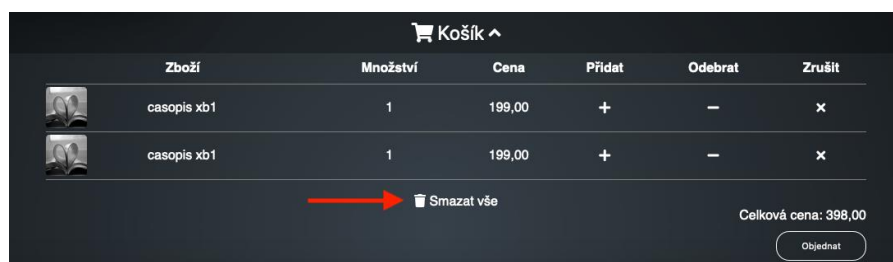 Košík
Zboží Množství Cena Přidat Odebrat Zrušit
casopis xb1 1 199,00 + − ×
casopis xb1 1 199,00 + − ×
Smazat vše
Celková cena: 398,00
Objednat